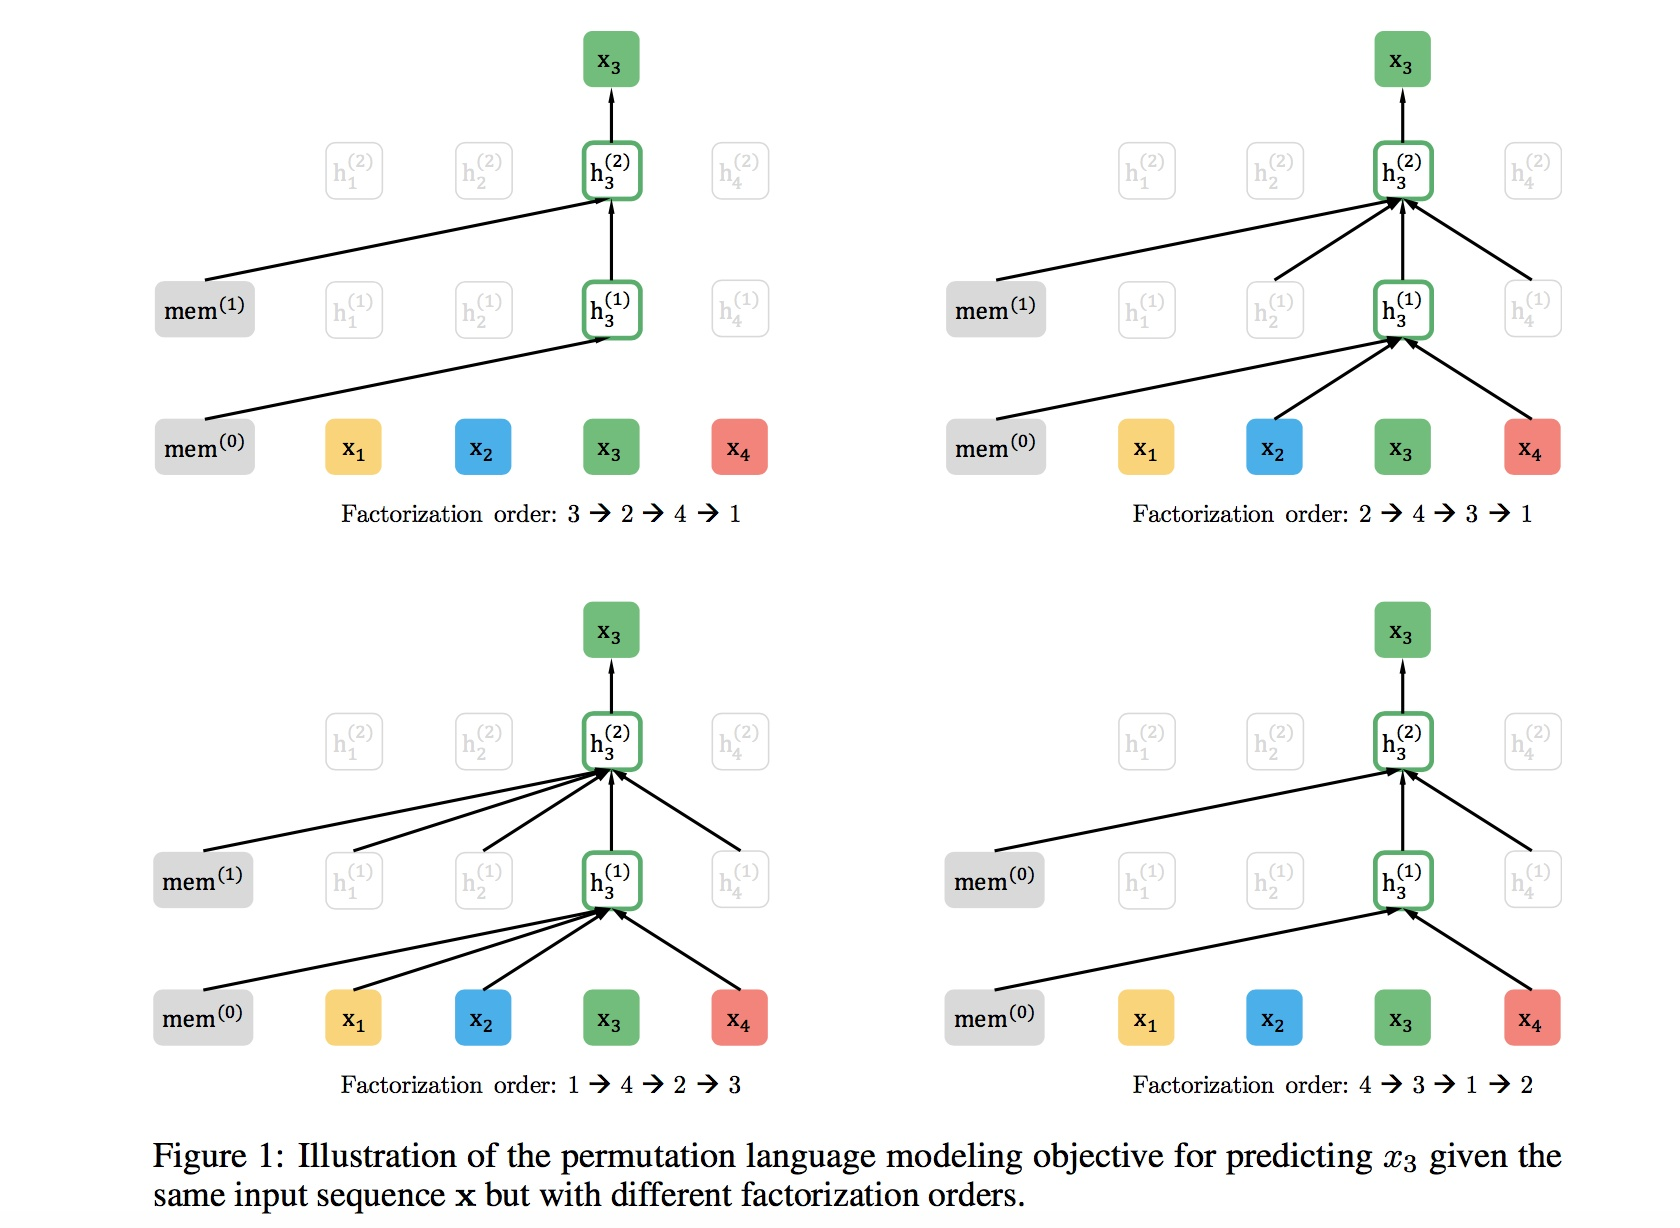 x₃ x₃
h₁⁽²⁾ h₂⁽²⁾ h₃⁽²⁾ h₄⁽²⁾ h₁⁽²⁾ h₂⁽²⁾ h₃⁽²⁾ h₄⁽²⁾
mem⁽¹⁾ h₁⁽¹⁾ h₂⁽¹⁾ h₃⁽¹⁾ h₄⁽¹⁾ mem⁽¹⁾ h₁⁽¹⁾ h₂⁽¹⁾ h₃⁽¹⁾ h₄⁽¹⁾
mem⁽⁰⁾ x₁ x₂ x₃ x₄ mem⁽⁰⁾ x₁ x₂ x₃ x₄
Factorization order: 3 → 2 → 4 → 1 Factorization order: 2 → 4 → 3 → 1
x₃ x₃
h₁⁽²⁾ h₂⁽²⁾ h₃⁽²⁾ h₄⁽²⁾ h₁⁽²⁾ h₂⁽²⁾ h₃⁽²⁾ h₄⁽²⁾
mem⁽¹⁾ h₁⁽¹⁾ h₂⁽¹⁾ h₃⁽¹⁾ h₄⁽¹⁾ mem⁽⁰⁾ h₁⁽¹⁾ h₂⁽¹⁾ h₃⁽¹⁾ h₄⁽¹⁾
mem⁽⁰⁾ x₁ x₂ x₃ x₄ mem⁽⁰⁾ x₁ x₂ x₃ x₄
Factorization order: 1 → 4 → 2 → 3 Factorization order: 4 → 3 → 1 → 2
Figure 1: Illustration of the permutation language modeling objective for predicting x₃ given the
same input sequence x but with different factorization orders.